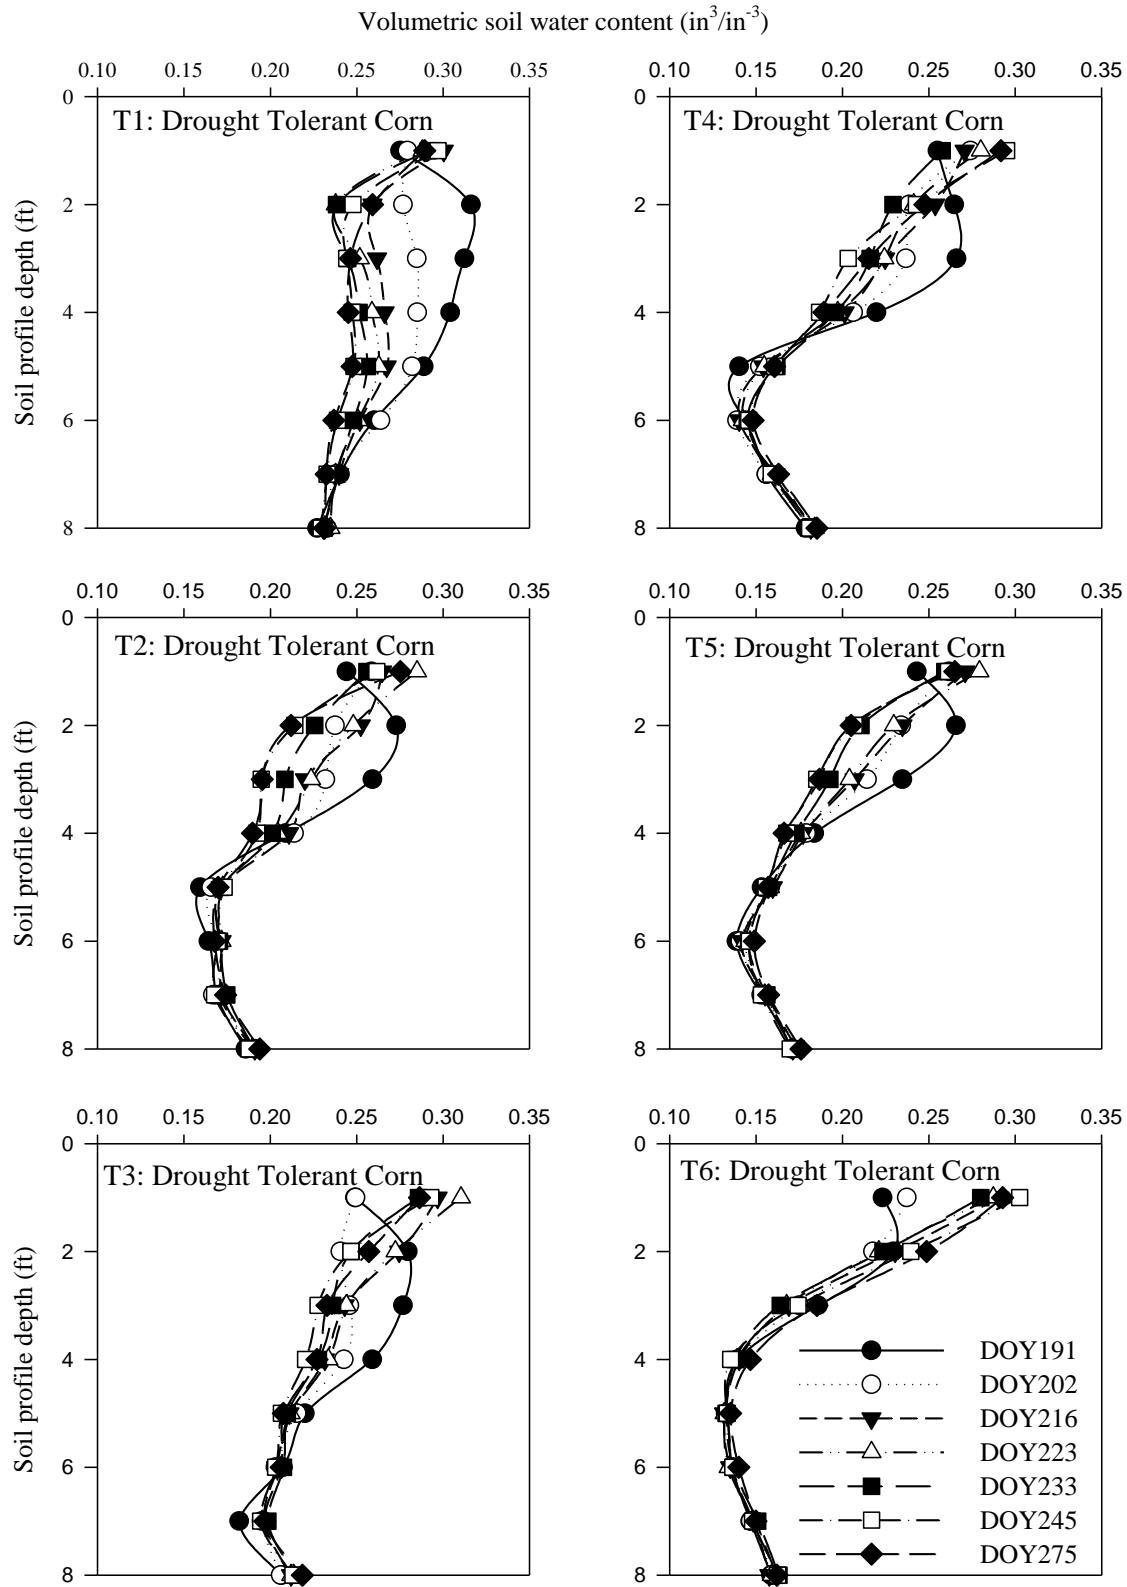 Volumetric soil water content (in3/in-3)
0.10 0.15 0.20 0.25 0.30 0.35
0.10 0.15 0.20 0.25 0.30 0.35
T1: Drought Tolerant Corn
T4: Drought Tolerant Corn
Soil profile depth (ft)
0
2
4
6
8
0
2
4
6
8
0.10 0.15 0.20 0.25 0.30 0.35
0.10 0.15 0.20 0.25 0.30 0.35
T2: Drought Tolerant Corn
T5: Drought Tolerant Corn
Soil profile depth (ft)
0
2
4
6
8
0
2
4
6
8
0.10 0.15 0.20 0.25 0.30 0.35
0.10 0.15 0.20 0.25 0.30 0.35
T3: Drought Tolerant Corn
T6: Drought Tolerant Corn
Soil profile depth (ft)
0
2
4
6
8
0
2
4
6
8
DOY191
DOY202
DOY216
DOY223
DOY233
DOY245
DOY275